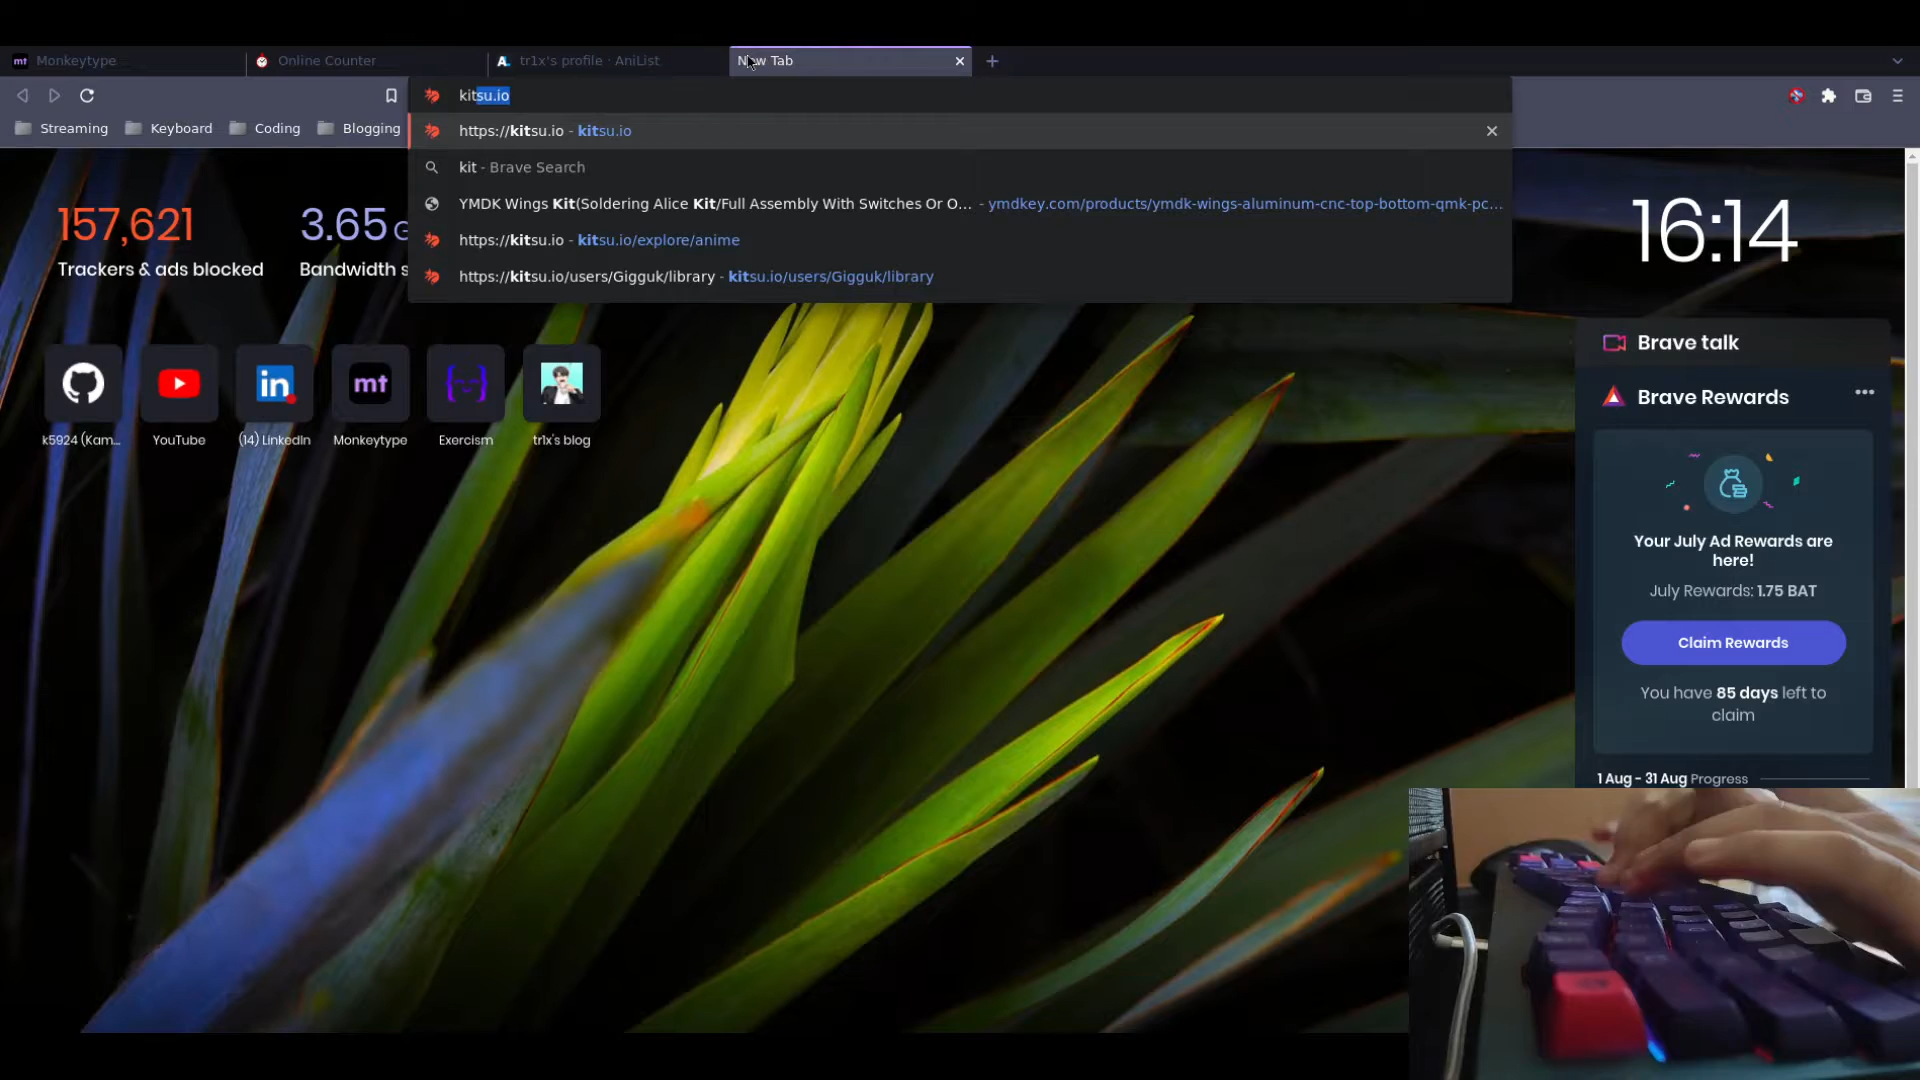 mt Monkeytype
Online Counter
A. tr1x's profile · AniList
New Tab
kitsu.io
Streaming
Keyboard
Coding
Blogging
https://kitsu.io - kitsu.io
kit - Brave Search
YMDK Wings Kit(Soldering Alice Kit/Full Assembly With Switches Or O... - ymdkey.com/products/ymdk-wings-aluminum-cnc-top-bottom-qmk-pc...
https://kitsu.io - kitsu.io/explore/anime
https://kitsu.io/users/Gigguk/library - kitsu.io/users/Gigguk/library
157,621
Trackers & ads blocked
3.65 G
Bandwidth s
16:14
in
mt
k5924 (Kam...
YouTube
(14) LinkedIn
Monkeytype
Exercism
tr1x's blog
Brave talk
Brave Rewards
Your July Ad Rewards are
here!
July Rewards: 1.75 BAT
Claim Rewards
You have 85 days left to
claim
1 Aug - 31 Aug Progress